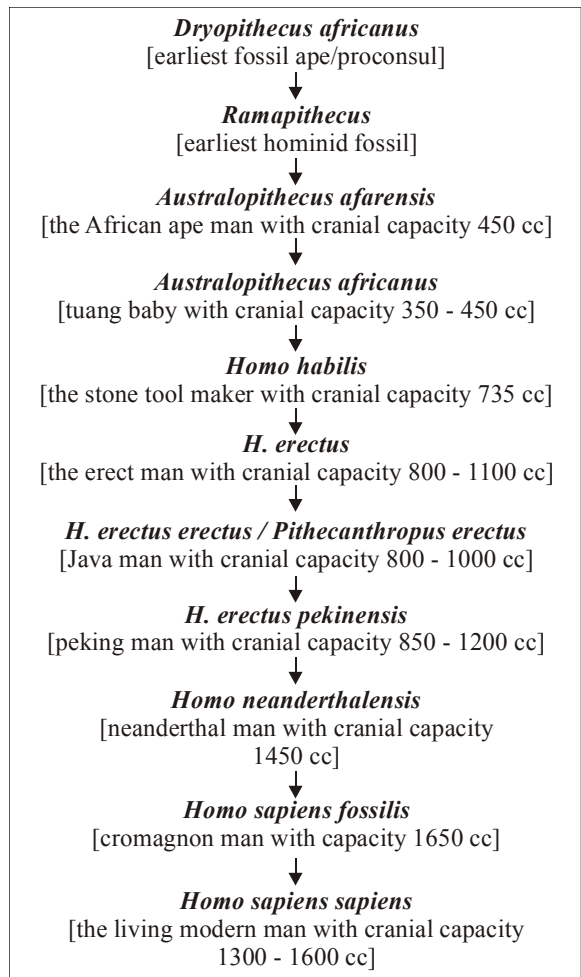 Dryopithecus africanus
[earliest fossil ape/proconsul]
Ramapithecus
[earliest hominid fossil]
Australopithecus afarensis
[the African ape man with cranial capacity 450 cc]
Australopithecus africanus
[tuang baby with cranial capacity 350 - 450 cc]
Homo habilis
[the stone tool maker with cranial capacity 735 cc]
H. erectus
[the erect man with cranial capacity 800 - 1100 cc]
H. erectus erectus / Pithecanthropus erectus
[Java man with cranial capacity 800 - 1000 cc]
H. erectus pekinensis
[peking man with cranial capacity 850 - 1200 cc]
Homo neanderthalensis
[neanderthal man with cranial capacity
1450 cc]
Homo sapiens fossilis
[cromagnon man with capacity 1650 cc]
Homo sapiens sapiens
[the living modern man with cranial capacity
1300 - 1600 cc]